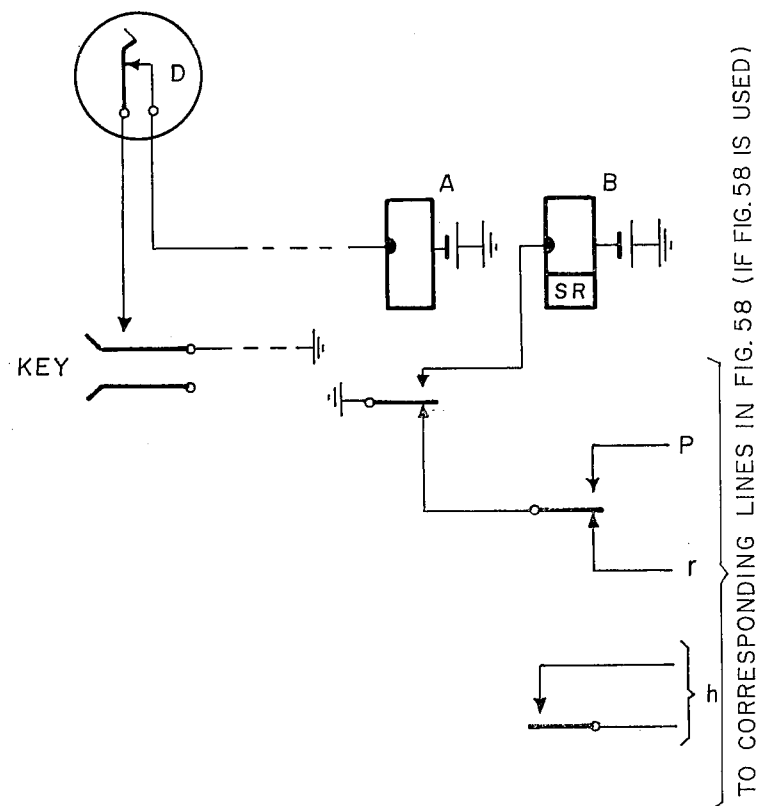 D
A
B
SR
KEY
P
r
h
TO CORRESPONDING LINES IN FIG. 58 (IF FIG. 58 IS USED)